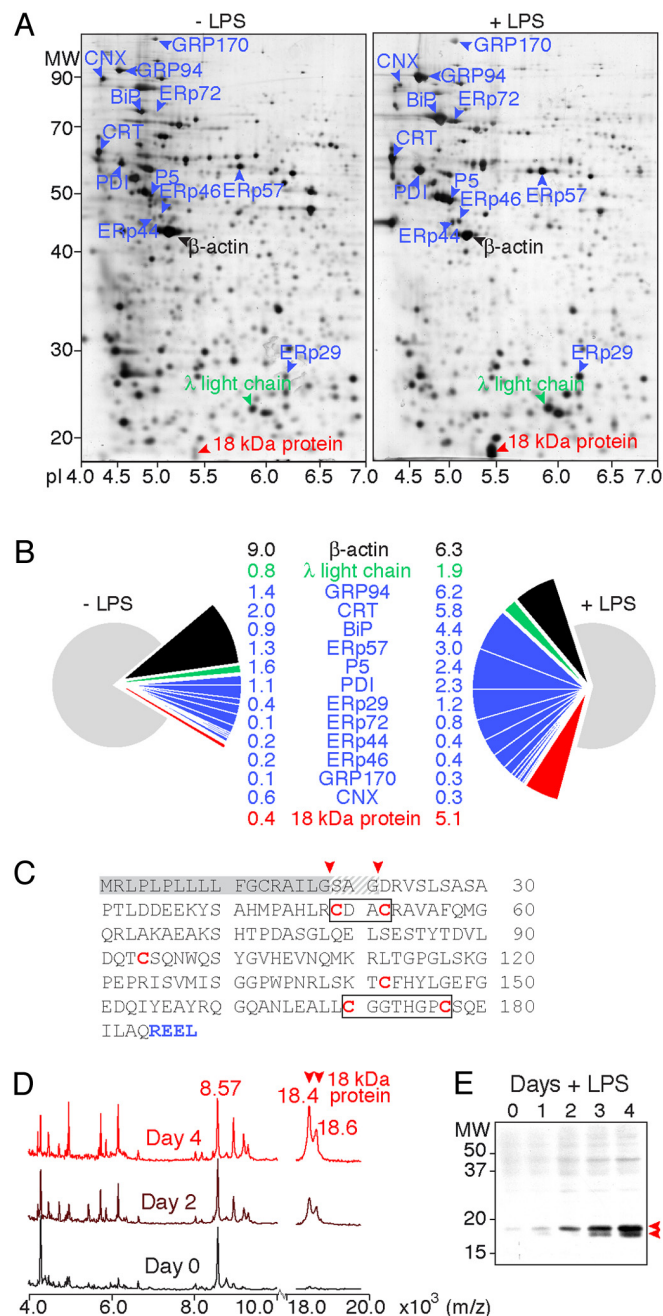 A
- LPS
+ LPS
MW
90
70
50
40
30
20
CNX
GRP170
GRP94
BiP
ERp72
CRT
PDI
P5
ERp46
ERp57
ERp44
β-actin
ERp29
λ light chain
18 kDa protein
CNX
GRP170
GRP94
BiP
ERp72
CRT
PDI
P5
ERp46
ERp57
ERp44
β-actin
ERp29
λ light chain
18 kDa protein
pI 4.0 4.5 5.0 5.5 6.0 6.5 7.0
4.5 5.0 5.5 6.0 6.5 7.0
B
- LPS
+ LPS
9.0 β-actin 6.3
0.8 λ light chain 1.9
1.4 GRP94 6.2
2.0 CRT 5.8
0.9 BiP 4.4
1.3 ERp57 3.0
1.6 P5 2.4
1.1 PDI 2.3
0.4 ERp29 1.2
0.1 ERp72 0.8
0.2 ERp44 0.4
0.2 ERp46 0.4
0.1 GRP170 0.3
0.6 CNX 0.3
0.4 18 kDa protein 5.1
C
MRLPLPLLLL FGCRAILGSA GDRVSLSASA 30
PTLDDEEKYS AHMPAHLRCD ACRAVAFQMG 60
QRLAKAEAKS HTPDASGLQE LSESTYTDVL 90
DQTCSQNWQS YGVHEVNQMK RLTGPGLSKG 120
PEPRISVMIS GGPWPNRLSK TCFHYLGEFG 150
EDQIYEAYRQ GQANLEALLC GGTHGPCSQE 180
ILAQREEL
D
8.57
18 kDa
protein
18.4
18.6
Day 4
Day 2
Day 0
4.0 6.0 8.0 10.0 18.0 20.0 x10³ (m/z)
E
Days + LPS
0 1 2 3 4
MW
50
37
20
15